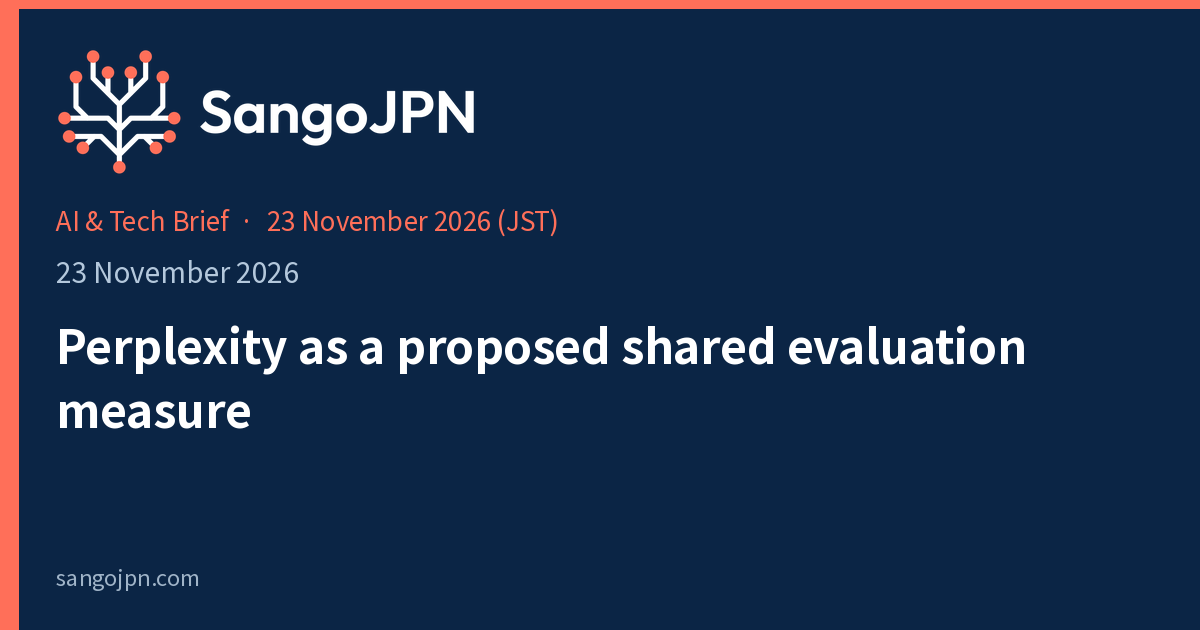 SangoJPN
AI & Tech Brief · 23 November 2026 (JST)
23 November 2026
Perplexity as a proposed shared evaluation
measure
sangojpn.com